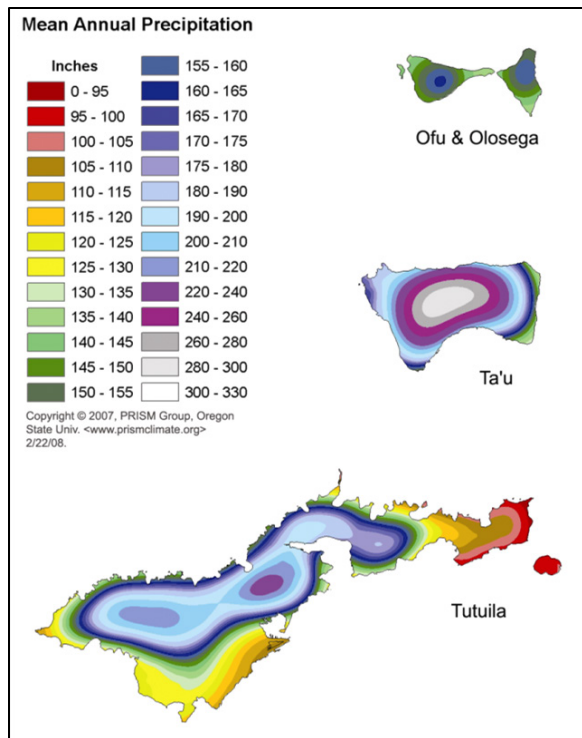 Mean Annual Precipitation
Inches
0 - 95
95 - 100
100 - 105
105 - 110
110 - 115
115 - 120
120 - 125
125 - 130
130 - 135
135 - 140
140 - 145
145 - 150
150 - 155
155 - 160
160 - 165
165 - 170
170 - 175
175 - 180
180 - 190
190 - 200
200 - 210
210 - 220
220 - 240
240 - 260
260 - 280
280 - 300
300 - 330
Copyright © 2007, PRISM Group, Oregon
State Univ. <www.prismclimate.org>
2/22/08.
Ofu & Olosega
Ta'u
Tutuila